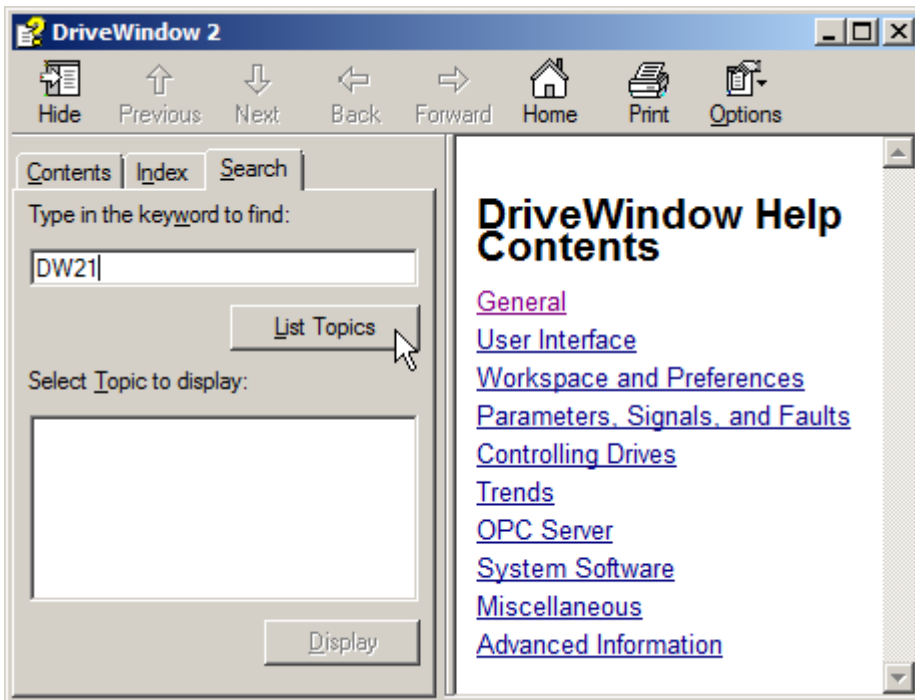 DriveWindow 2
Hide Previous Next Back Forward Home Print Options
Contents Index Search
Type in the keyword to find:
DW21
List Topics
Select Topic to display:
Display
DriveWindow Help
Contents
General
User Interface
Workspace and Preferences
Parameters, Signals, and Faults
Controlling Drives
Trends
OPC Server
System Software
Miscellaneous
Advanced Information